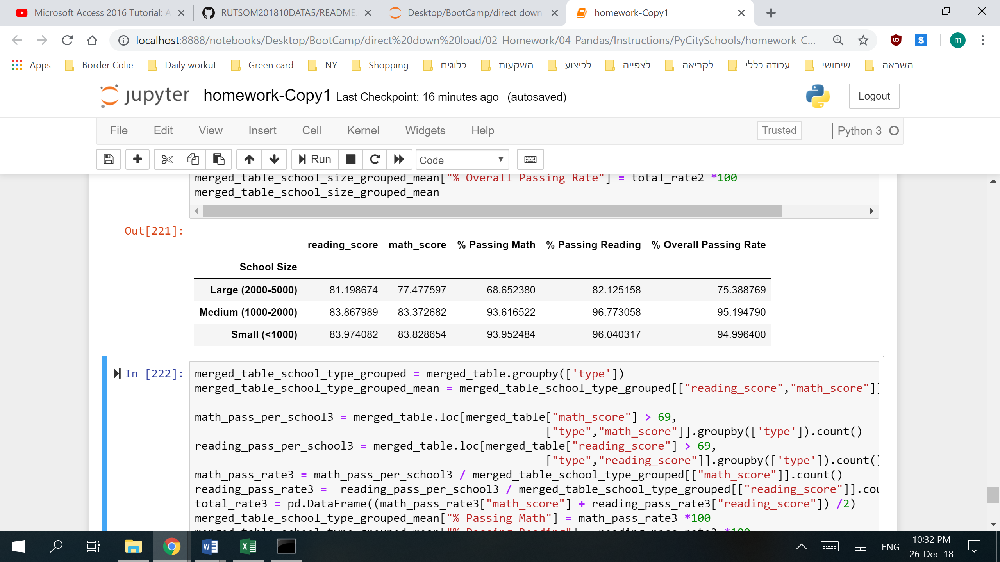 Microsoft Access 2016 Tutorial: A
RUTSOM201810DATA5/README.
Desktop/BootCamp/direct down
homework-Copy1
localhost:8888/notebooks/Desktop/BootCamp/direct%20down%20load/02-Homework/04-Pandas/Instructions/PyCitySchools/homework-C...
m
Apps
Border Colie
Daily workut
Green card
NY
Shopping
בלוגים
השקעות
לביצוע
לצפייה
לקריאה
עבודה כללי
שימושי
השראה
jupyter homework-Copy1 Last Checkpoint: 16 minutes ago (autosaved)
Logout
File Edit View Insert Cell Kernel Widgets Help
Trusted
Python 3
Run
Code
merged_table_school_size_grouped_mean["% Overall Passing Rate"] = total_rate2 *100
merged_table_school_size_grouped_mean
Out[221]:
reading_score math_score % Passing Math % Passing Reading % Overall Passing Rate
School Size
Large (2000-5000) 81.198674 77.477597 68.652380 82.125158 75.388769
Medium (1000-2000) 83.867989 83.372682 93.616522 96.773058 95.194790
Small (<1000) 83.974082 83.828654 93.952484 96.040317 94.996400
In [222]:
merged_table_school_type_grouped = merged_table.groupby(['type'])
merged_table_school_type_grouped_mean = merged_table_school_type_grouped[["reading_score","math_score"]]
math_pass_per_school3 = merged_table.loc[merged_table["math_score"] > 69,
["type","math_score"]].groupby(['type']).count()
reading_pass_per_school3 = merged_table.loc[merged_table["reading_score"] > 69,
["type","reading_score"]].groupby(['type']).count()
math_pass_rate3 = math_pass_per_school3 / merged_table_school_type_grouped[["math_score"]].count()
reading_pass_rate3 =  reading_pass_per_school3 / merged_table_school_type_grouped[["reading_score"]].cou
total_rate3 = pd.DataFrame((math_pass_rate3["math_score"] + reading_pass_rate3["reading_score"]) /2)
merged_table_school_type_grouped_mean["% Passing Math"] = math_pass_rate3 *100
merged_table_school_type_grouped_mean["% Passing Reading"] = reading_pass_rate3 *100
ENG
10:32 PM
26-Dec-18